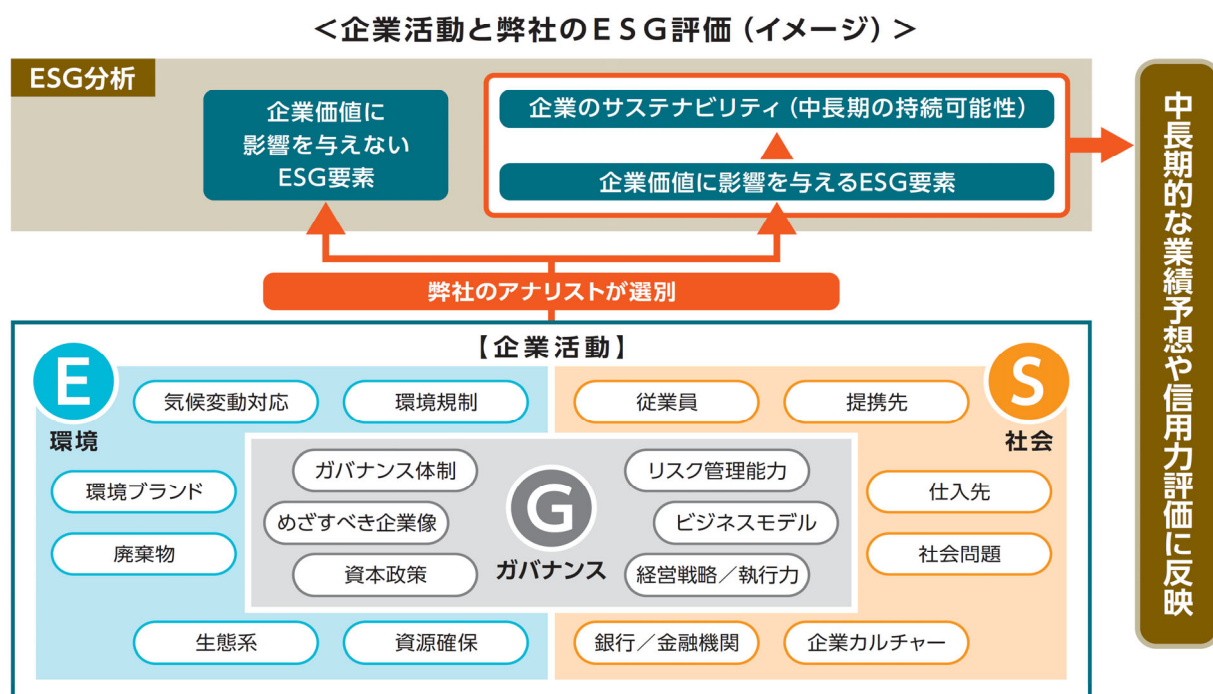 ＜企業活動と弊社のＥＳＧ評価（イメージ）＞
ESG分析
企業価値に
影響を与えない
ESG要素
企業のサステナビリティ（中長期の持続可能性）
企業価値に影響を与えるESG要素
中長期的な業績予想や信用力評価に反映
弊社のアナリストが選別
【企業活動】
E
環境
気候変動対応
環境規制
環境ブランド
廃棄物
生態系
資源確保
G
ガバナンス
ガバナンス体制
めざすべき企業像
資本政策
リスク管理能力
ビジネスモデル
経営戦略／執行力
S
社会
従業員
提携先
仕入先
社会問題
銀行／金融機関
企業カルチャー